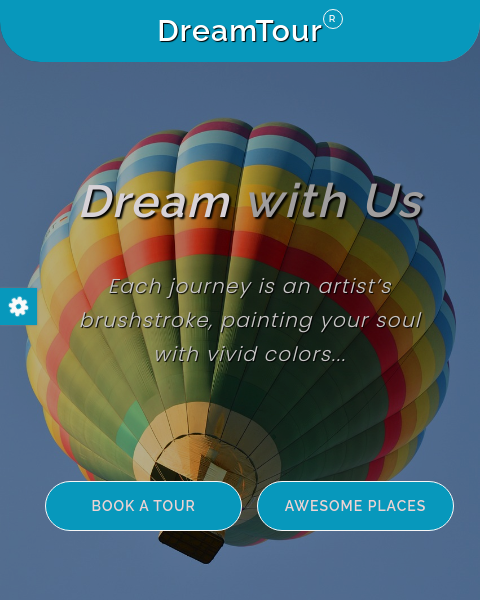 DreamTour®
Dream with Us
Each journey is an artist’s
brushstroke, painting your soul
with vivid colors...
BOOK A TOUR
AWESOME PLACES